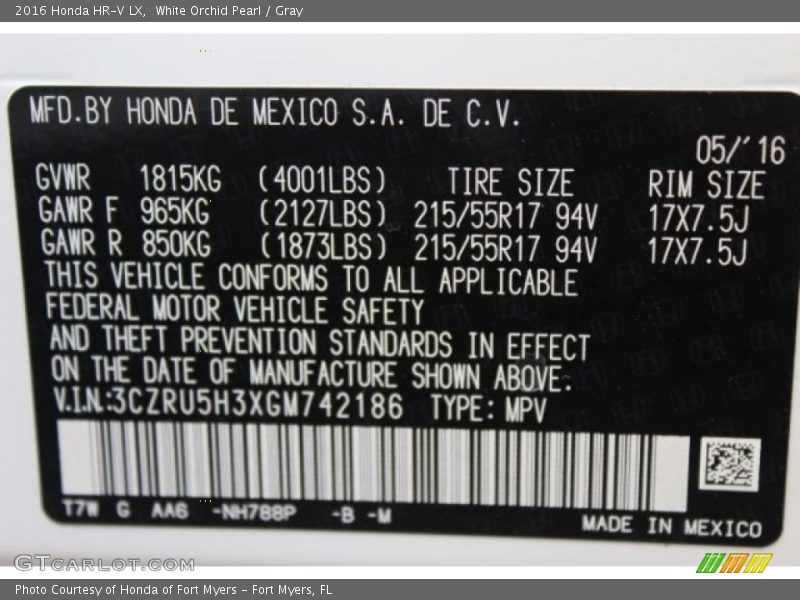 2016 Honda HR-V LX,  White Orchid Pearl / Gray
MFD.BY HONDA DE MEXICO S.A. DE C.V.
05/'16
GVWR 1815KG (4001LBS) TIRE SIZE RIM SIZE
GAWR F 965KG (2127LBS) 215/55R17 94V 17X7.5J
GAWR R 850KG (1873LBS) 215/55R17 94V 17X7.5J
THIS VEHICLE CONFORMS TO ALL APPLICABLE
FEDERAL MOTOR VEHICLE SAFETY
AND THEFT PREVENTION STANDARDS IN EFFECT
ON THE DATE OF MANUFACTURE SHOWN ABOVE.
V.I.N.:3CZRU5H3XGM742186 TYPE: MPV
T7W G AA6 -NH788P -B -M
MADE IN MEXICO
GTCarLot.com
Photo Courtesy of Honda of Fort Myers - Fort Myers, FL